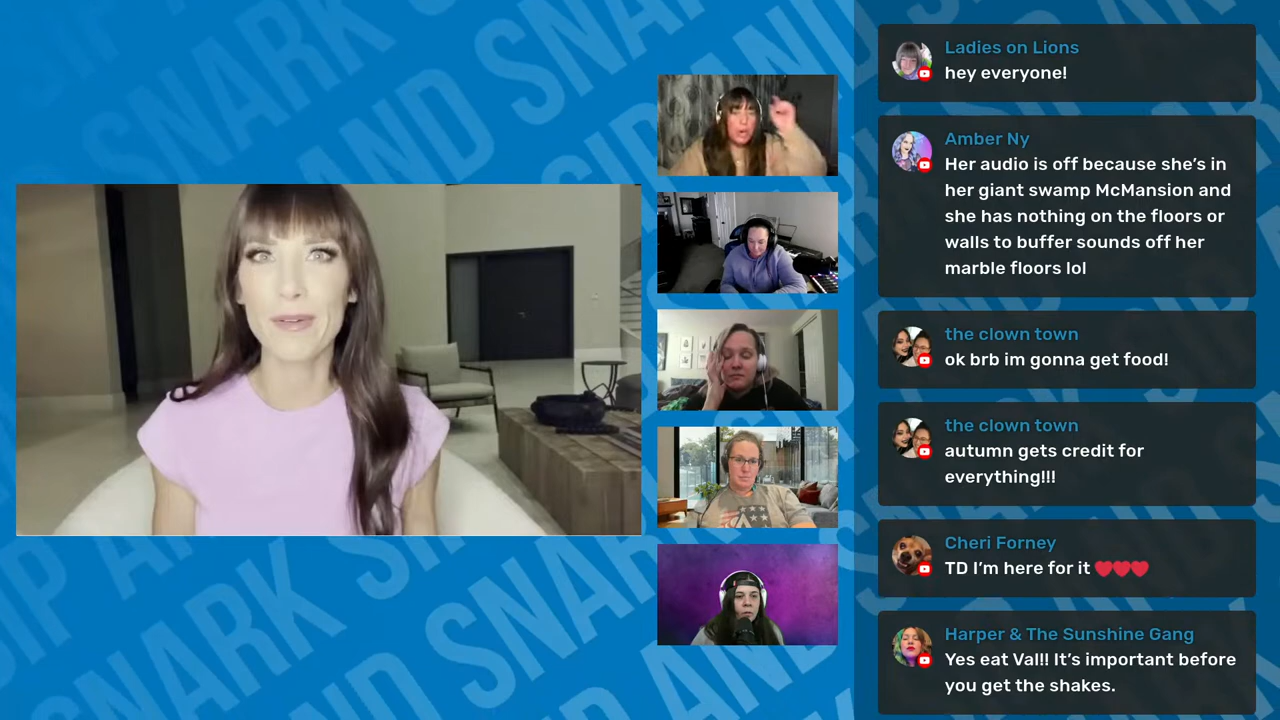 SIP AND SNARK
Ladies on Lions
hey everyone!
Amber Ny
Her audio is off because she’s in
her giant swamp McMansion and
she has nothing on the floors or
walls to buffer sounds off her
marble floors lol
the clown town
ok brb im gonna get food!
the clown town
autumn gets credit for
everything!!!
Cheri Forney
TD I’m here for it ❤️❤️❤️
Harper & The Sunshine Gang
Yes eat Val!! It’s important before
you get the shakes.